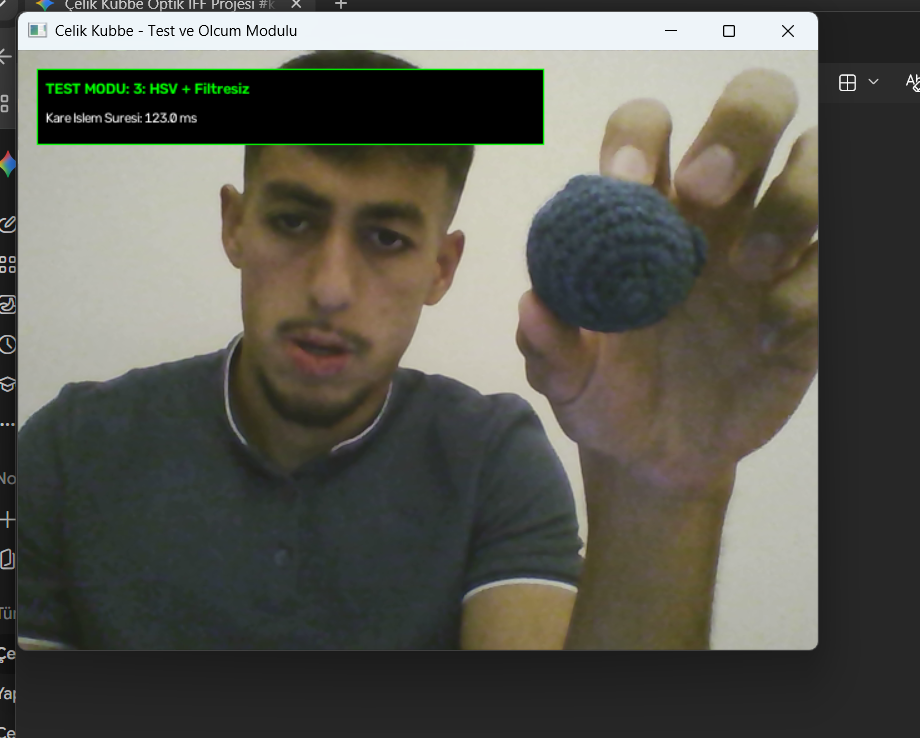 Çelik Kubbe Optik IFF Projesi #k
Celik Kubbe - Test ve Olcum Modulu
TEST MODU: 3: HSV + Filtresiz
Kare Islem Suresi: 123.0 ms